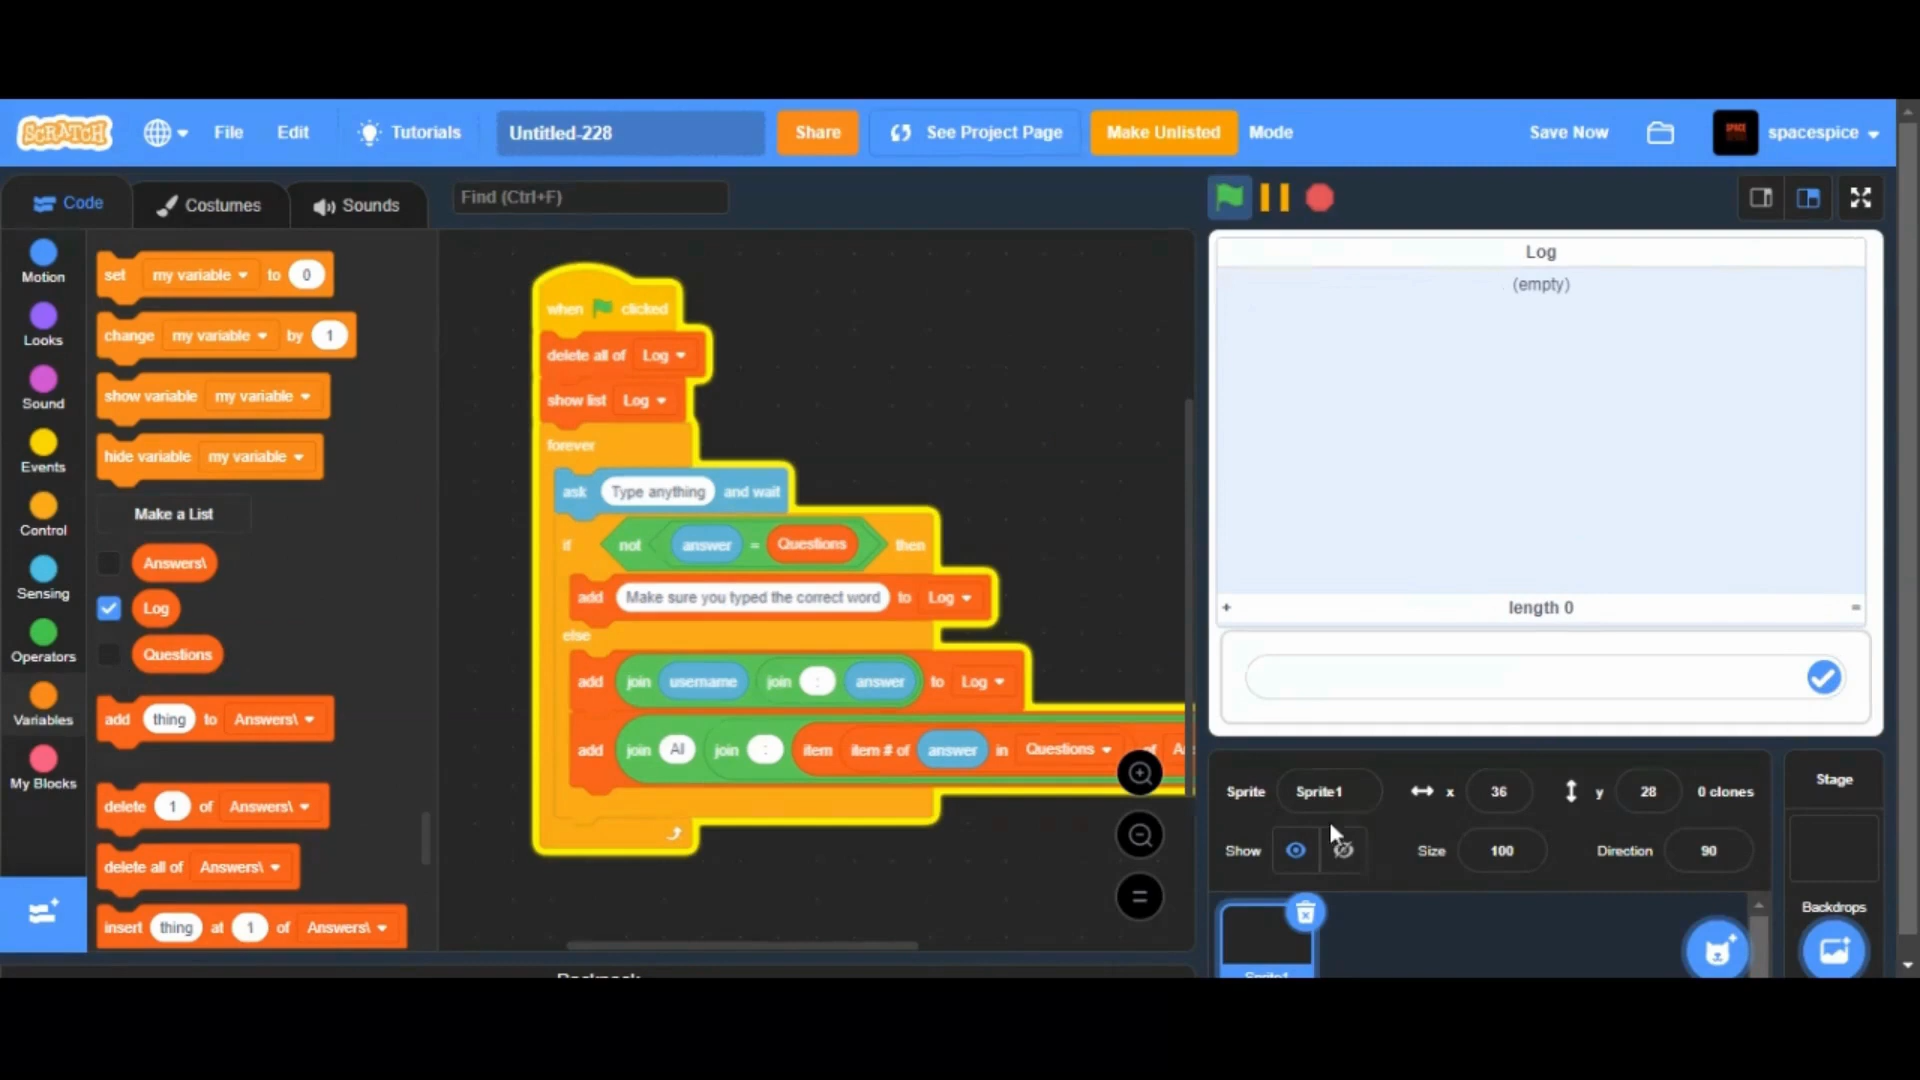 SCRATCH File Edit Tutorials Untitled-228 Share See Project Page Make Unlisted Mode Save Now SPACE spacespice
Code Costumes Sounds Find (Ctrl+F)
Motion
Looks
Sound
Events
Control
Sensing
Operators
Variables
My Blocks
set my variable to 0
change my variable by 1
show variable my variable
hide variable my variable
Make a List
Answers\
Log
Questions
add thing to Answers\
delete 1 of Answers\
delete all of Answers\
insert thing at 1 of Answers\
when clicked
delete all of Log
show list Log
forever
ask Type anything and wait
if not answer = Questions then
add Make sure you typed the correct word to Log
else
add join username join : answer to Log
add join AI join : item item # of answer in Questions of
Log
(empty)
+ length 0 =
Sprite Sprite1 x 36 y 28 0 clones
Show Size 100 Direction 90
Stage
Backdrops